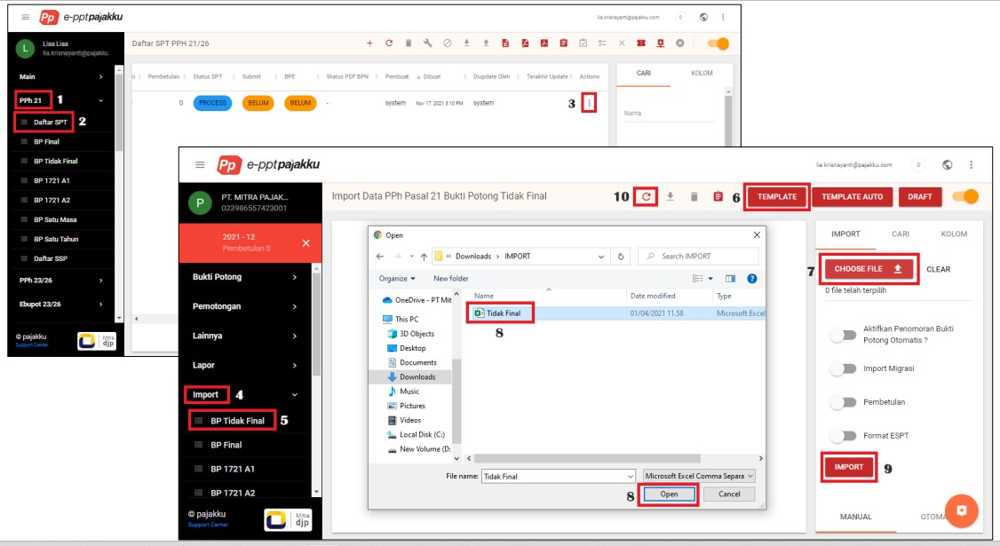 Pp e-pptpajakku
lia.krisnayanti@pajakku.com 0
L Liaa Liaa
lia.krisnayanti@pajakku
Daftar SPT PPH 21/26
Main
PPh 21 1
Daftar SPT 2
BP Final
BP Tidak Final
BP 1721 A1
BP 1721 A2
BP Satu Masa
BP Satu Tahun
Daftar SSP
PPh 23/26
Ebupot 23/26
© pajakku
Support Center
Mitra
djp
n Pembetulan Status SPT Submit BPE Status PDF BPN Pembuat Dibuat Diupdate Oleh Terakhir Update Actions
0 PROCESS BELUM BELUM - system Nov 17, 2021 3:10 PM system 3
CARI KOLOM
Nama
Pp e-pptpajakku
lia.krisnayanti@pajakku.com 0
P PT. MITRA PAJAK...
023986557423001
Import Data PPh Pasal 21 Bukti Potong Tidak Final 10 6 TEMPLATE TEMPLATE AUTO DRAFT
2021 - 12
Pembetulan 0
Bukti Potong
Pemotongan
Lainnya
Lapor
Import 4
BP Tidak Final 5
BP Final
BP 1721 A1
BP 1721 A2
© pajakku
Support Center
Mitra
djp
Open
« Downloads › IMPORT
Search IMPORT
Organize New folder
OneDrive - PT Mit
This PC
3D Objects
Desktop
Documents
Downloads
Music
Pictures
Videos
Local Disk (C:)
New Volume (D:
Name Date modified Type
Tidak Final 01/04/2021 11.58 Microsoft Excel
8
File name: Tidak Final
Microsoft Excel Comma Separa
8 Open Cancel
IMPORT CARI KOLOM
7 CHOOSE FILE CLEAR
0 file telah terpilih
Aktifkan Penomoran Bukti
Potong Otomatis ?
Import Migrasi
Pembetulan
Format ESPT
IMPORT 9
MANUAL OTOMA